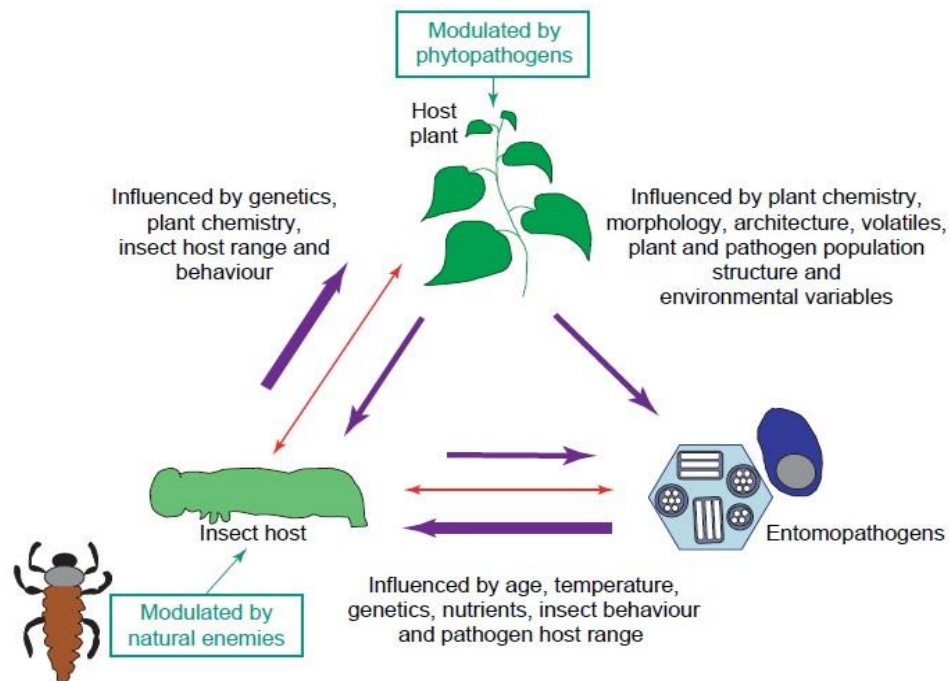 Modulated by
phytopathogens
Host
plant
Influenced by genetics,
plant chemistry,
insect host range and
behaviour
Influenced by plant chemistry,
morphology, architecture, volatiles,
plant and pathogen population
structure and
environmental variables
Insect host
Entomopathogens
Modulated by
natural enemies
Influenced by age, temperature,
genetics, nutrients, insect behaviour
and pathogen host range